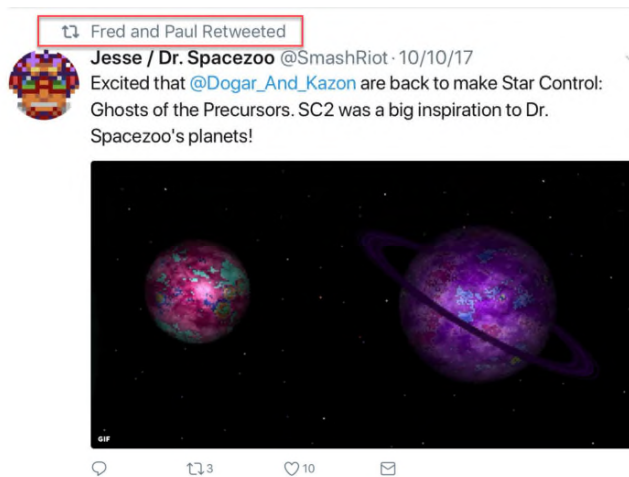 Fred and Paul Retweeted
Jesse / Dr. Spacezoo @SmashRiot · 10/10/17
Excited that @Dogar_And_Kazon are back to make Star Control:
Ghosts of the Precursors. SC2 was a big inspiration to Dr.
Spacezoo's planets!
GIF
3 10